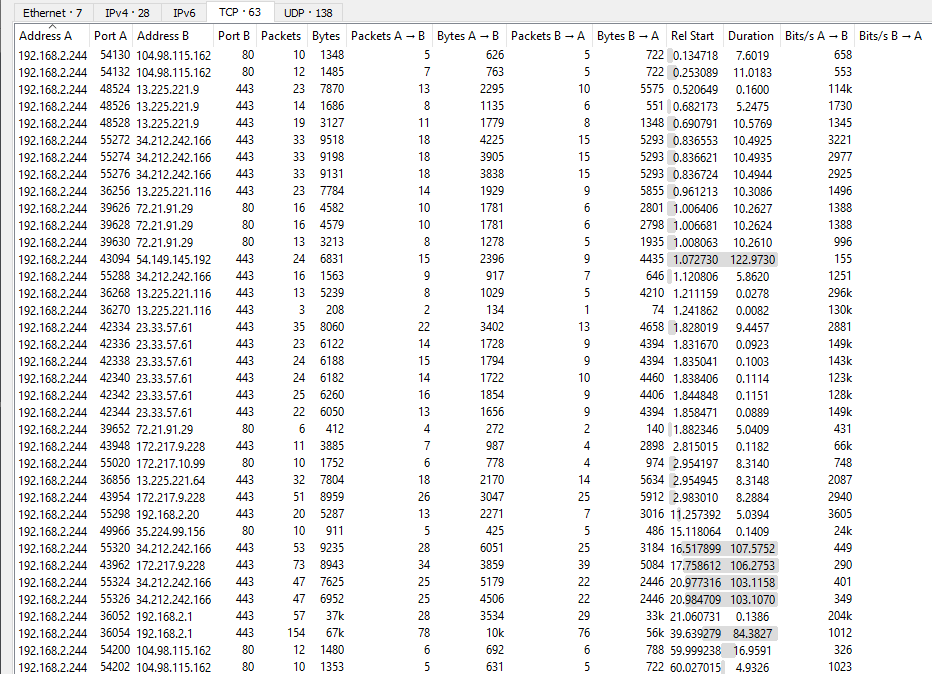 Ethernet · 7 IPv4 · 28 IPv6 TCP · 63 UDP · 138
Address A Port A Address B Port B Packets Bytes Packets A → B Bytes A → B Packets B → A Bytes B → A Rel Start Duration Bits/s A → B Bits/s B → A
192.168.2.244 54130 104.98.115.162 80 10 1348 5 626 5 722 0.134718 7.6019 658
192.168.2.244 54132 104.98.115.162 80 12 1485 7 763 5 722 0.253089 11.0183 553
192.168.2.244 48524 13.225.221.9 443 23 7870 13 2295 10 5575 0.520649 0.1600 114k
192.168.2.244 48526 13.225.221.9 443 14 1686 8 1135 6 551 0.682173 5.2475 1730
192.168.2.244 48528 13.225.221.9 443 19 3127 11 1779 8 1348 0.690791 10.5769 1345
192.168.2.244 55272 34.212.242.166 443 33 9518 18 4225 15 5293 0.836553 10.4925 3221
192.168.2.244 55274 34.212.242.166 443 33 9198 18 3905 15 5293 0.836621 10.4935 2977
192.168.2.244 55276 34.212.242.166 443 33 9131 18 3838 15 5293 0.836724 10.4944 2925
192.168.2.244 36256 13.225.221.116 443 23 7784 14 1929 9 5855 0.961213 10.3086 1496
192.168.2.244 39626 72.21.91.29 80 16 4582 10 1781 6 2801 1.006406 10.2627 1388
192.168.2.244 39628 72.21.91.29 80 16 4579 10 1781 6 2798 1.006681 10.2624 1388
192.168.2.244 39630 72.21.91.29 80 13 3213 8 1278 5 1935 1.008063 10.2610 996
192.168.2.244 43094 54.149.145.192 443 24 6831 15 2396 9 4435 1.072730 122.9730 155
192.168.2.244 55288 34.212.242.166 443 16 1563 9 917 7 646 1.120806 5.8620 1251
192.168.2.244 36268 13.225.221.116 443 13 5239 8 1029 5 4210 1.211159 0.0278 296k
192.168.2.244 36270 13.225.221.116 443 3 208 2 134 1 74 1.241862 0.0082 130k
192.168.2.244 42334 23.33.57.61 443 35 8060 22 3402 13 4658 1.828019 9.4457 2881
192.168.2.244 42336 23.33.57.61 443 23 6122 14 1728 9 4394 1.831670 0.0923 149k
192.168.2.244 42338 23.33.57.61 443 24 6188 15 1794 9 4394 1.835041 0.1003 143k
192.168.2.244 42340 23.33.57.61 443 24 6182 14 1722 10 4460 1.838406 0.1114 123k
192.168.2.244 42342 23.33.57.61 443 25 6260 16 1854 9 4406 1.844848 0.1151 128k
192.168.2.244 42344 23.33.57.61 443 22 6050 13 1656 9 4394 1.858471 0.0889 149k
192.168.2.244 39652 72.21.91.29 80 6 412 4 272 2 140 1.882346 5.0409 431
192.168.2.244 43948 172.217.9.228 443 11 3885 7 987 4 2898 2.815015 0.1182 66k
192.168.2.244 55020 172.217.10.99 80 10 1752 6 778 4 974 2.954197 8.3140 748
192.168.2.244 36856 13.225.221.64 443 32 7804 18 2170 14 5634 2.954945 8.3148 2087
192.168.2.244 43954 172.217.9.228 443 51 8959 26 3047 25 5912 2.983010 8.2884 2940
192.168.2.244 55298 192.168.2.20 443 20 5287 13 2271 7 3016 11.257392 5.0394 3605
192.168.2.244 49966 35.224.99.156 80 10 911 5 425 5 486 15.118064 0.1409 24k
192.168.2.244 55320 34.212.242.166 443 53 9235 28 6051 25 3184 16.517899 107.5752 449
192.168.2.244 43962 172.217.9.228 443 73 8943 34 3859 39 5084 17.758612 106.2753 290
192.168.2.244 55324 34.212.242.166 443 47 7625 25 5179 22 2446 20.977316 103.1158 401
192.168.2.244 55326 34.212.242.166 443 47 6952 25 4506 22 2446 20.984709 103.1070 349
192.168.2.244 36052 192.168.2.1 443 57 37k 28 3534 29 33k 21.060731 0.1386 204k
192.168.2.244 36054 192.168.2.1 443 154 67k 78 10k 76 56k 39.639279 84.3827 1012
192.168.2.244 54200 104.98.115.162 80 12 1480 6 692 6 788 59.999238 16.9591 326
192.168.2.244 54202 104.98.115.162 80 10 1353 5 631 5 722 60.027015 4.9326 1023